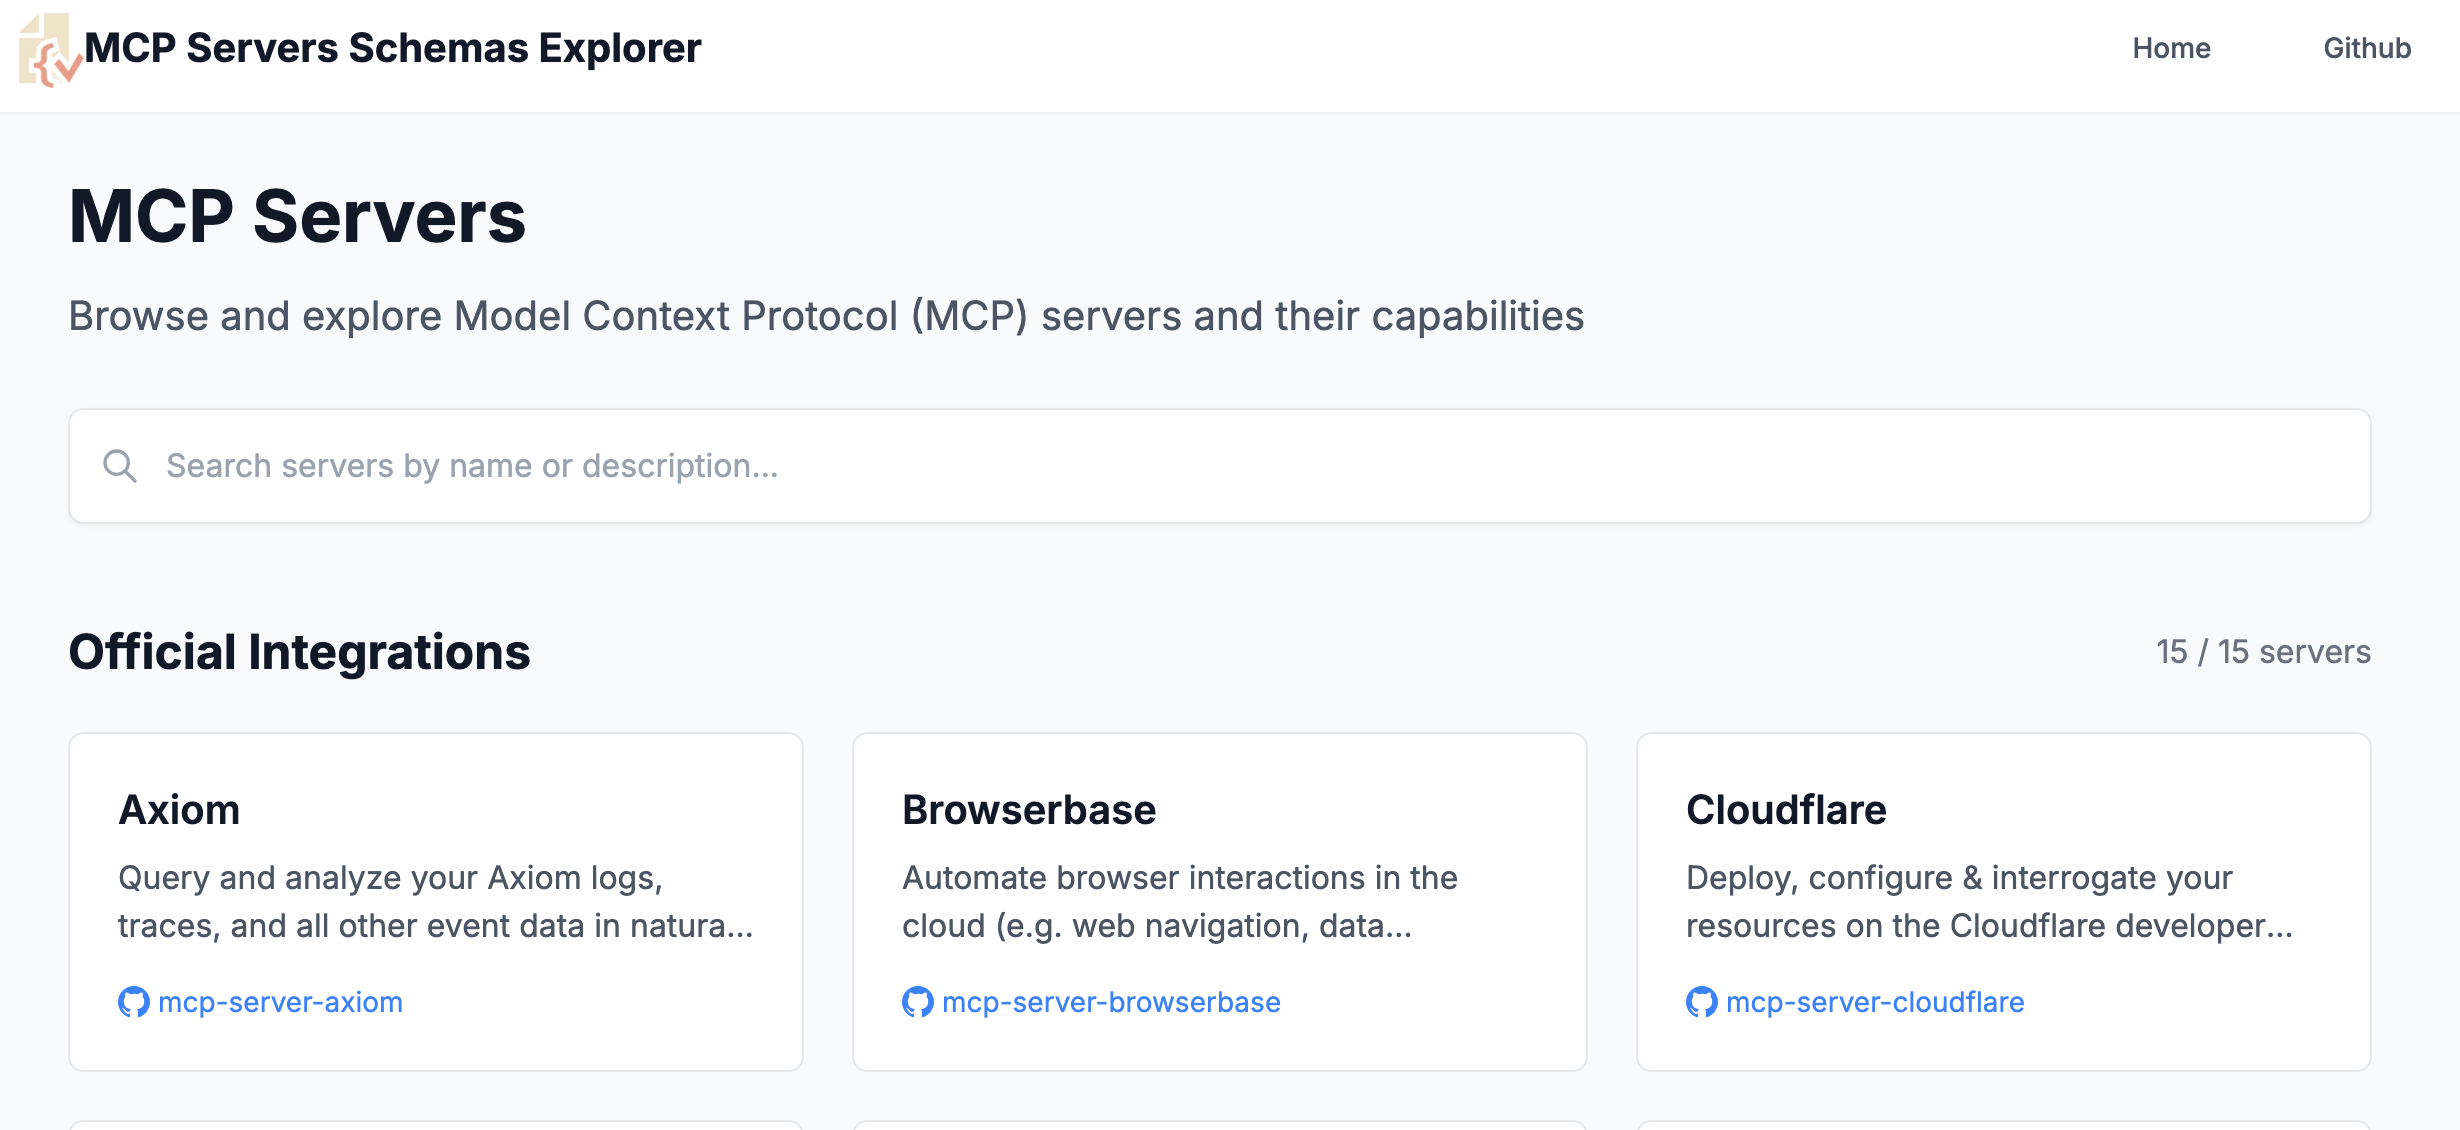 MCP Servers Schemas Explorer
Home
Github
MCP Servers
Browse and explore Model Context Protocol (MCP) servers and their capabilities
Search servers by name or description...
Official Integrations
15 / 15 servers
Axiom
Query and analyze your Axiom logs,
traces, and all other event data in natura...
mcp-server-axiom
Browserbase
Automate browser interactions in the
cloud (e.g. web navigation, data...
mcp-server-browserbase
Cloudflare
Deploy, configure & interrogate your
resources on the Cloudflare developer...
mcp-server-cloudflare